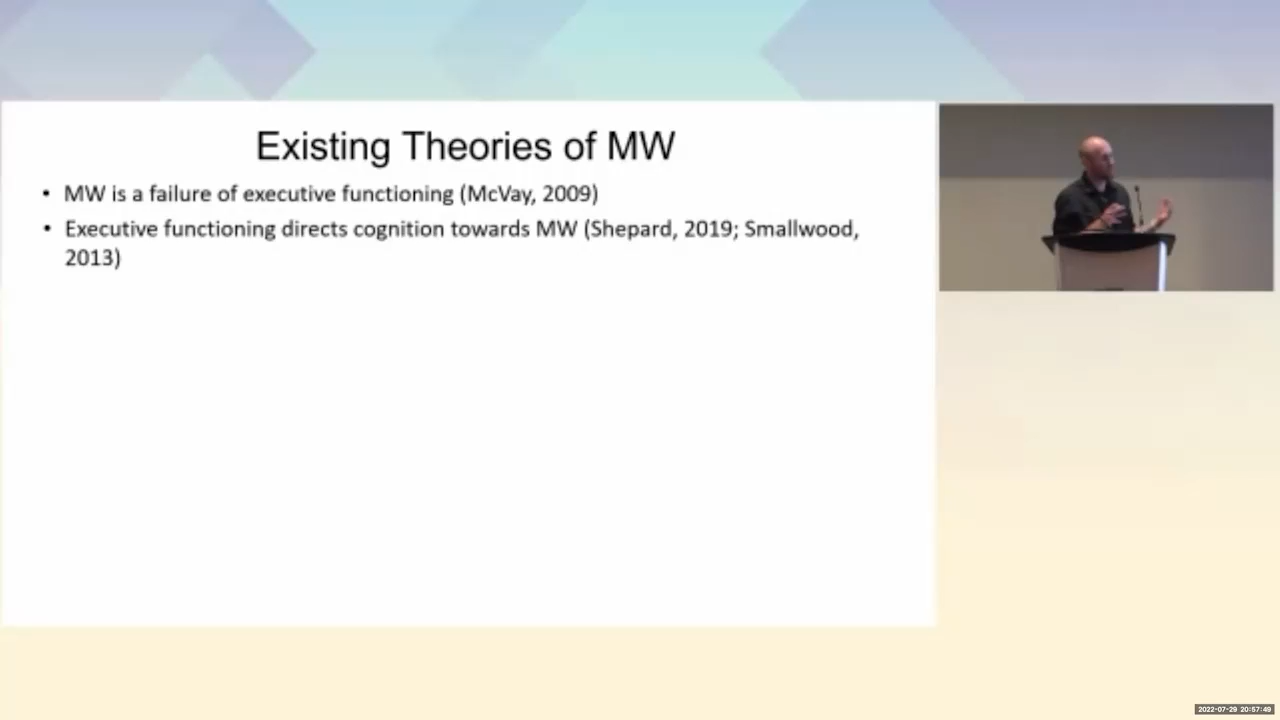 Existing Theories of MW
• MW is a failure of executive functioning (McVay, 2009)
• Executive functioning directs cognition towards MW (Shepard, 2019; Smallwood,
2013)
2022-07-29 20:57:49